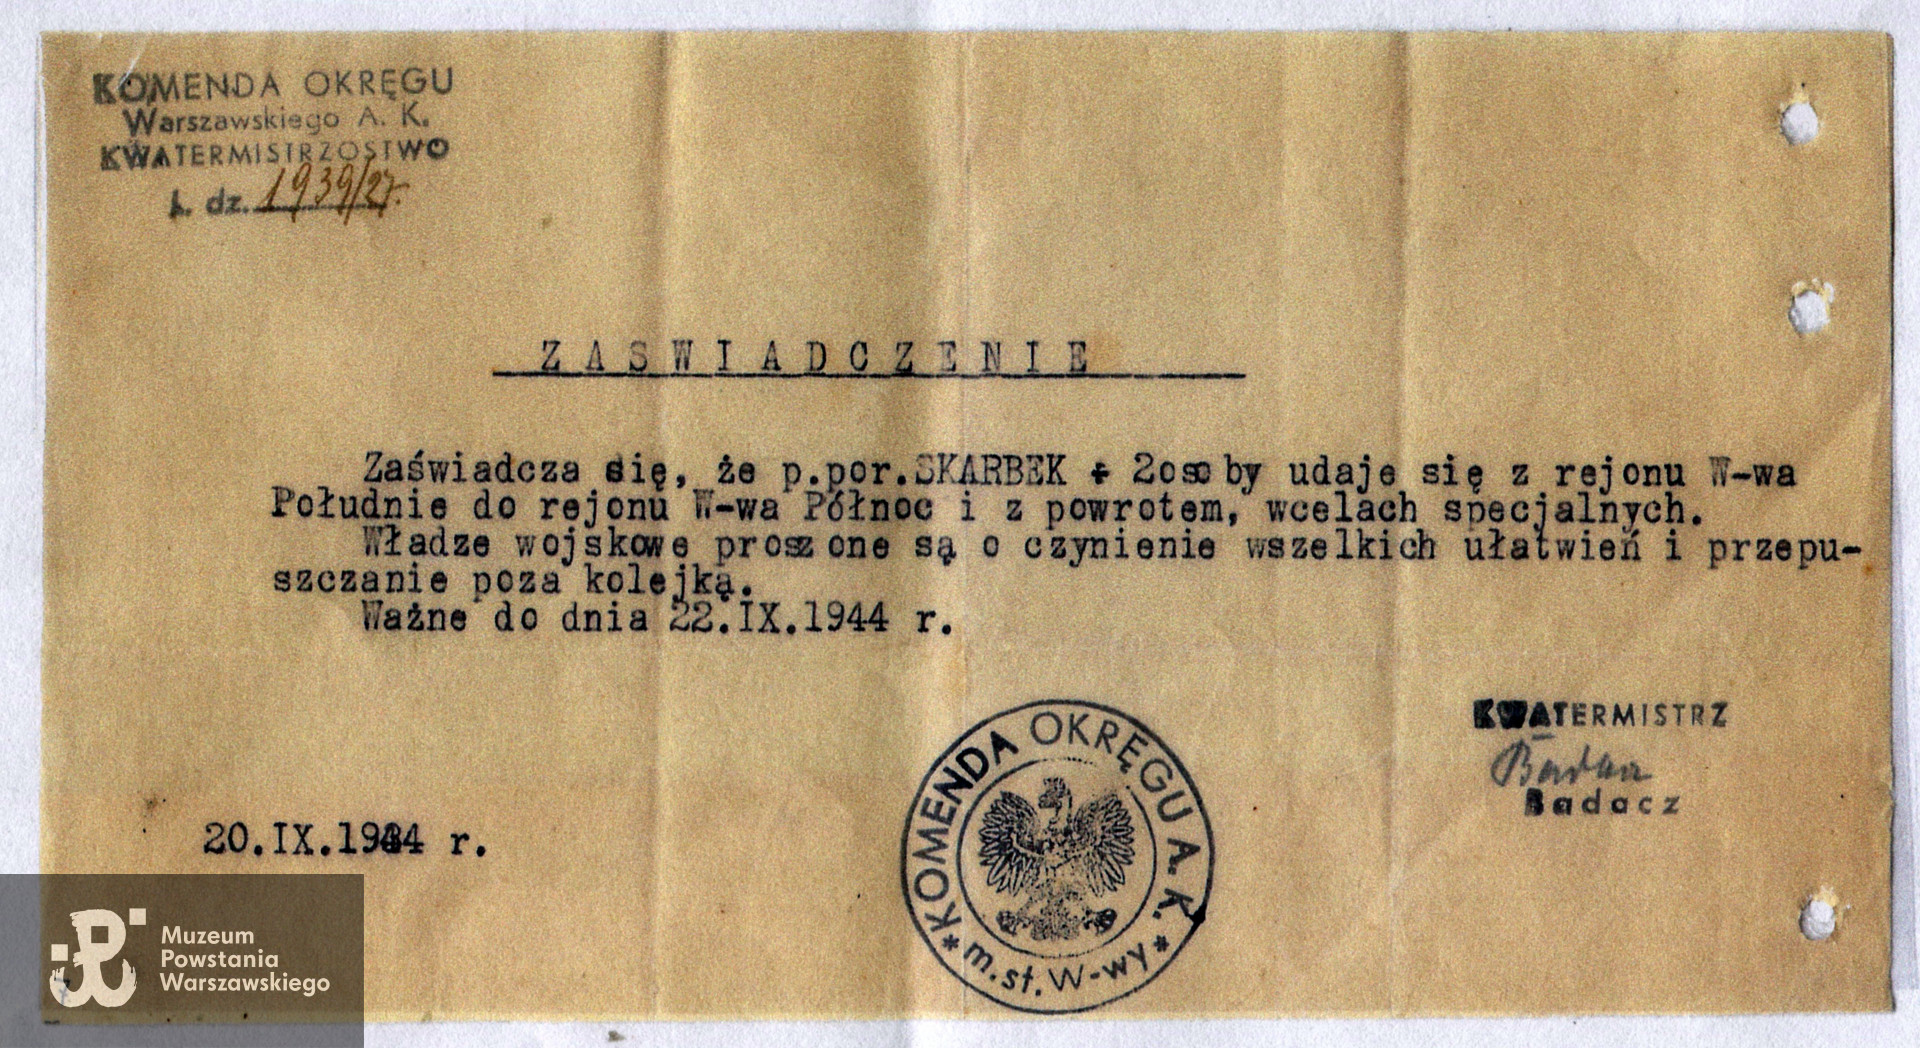 KOMENDA OKRĘGU
Warszawskiego A. K.
KWATERMISTRZOSTWO
L. dz. 1939/27.
ZASWIADCZENIE
Zaświadcza się, że p.por.SKARBEK + 2osoby udaje się z rejonu W-wa
Południe do rejonu W-wa Północ i z powrotem, wcelach specjalnych.
Władze wojskowe proszone są o czynienie wszelkich ułatwień i przepu-
szczanie poza kolejką.
Ważne do dnia 22.IX.1944 r.
KWATERMISTRZ
Badacz
Badacz
20.IX.1944 r.
KOMENDA OKRĘGU A. K.
* m.st. W-wy *
Muzeum
Powstania
Warszawskiego